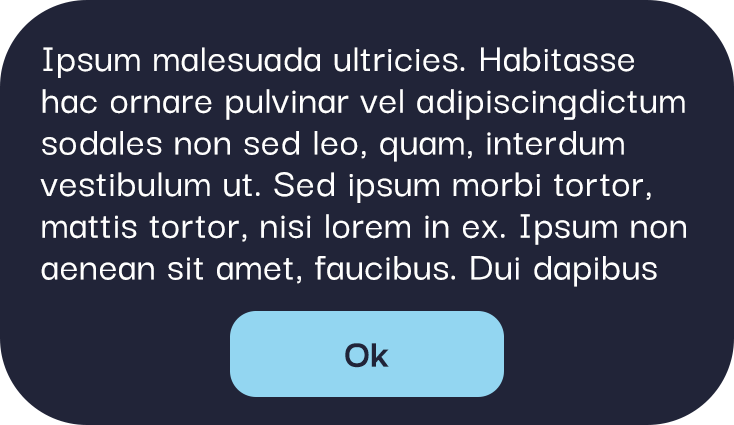 Ipsum malesuada ultricies. Habitasse
hac ornare pulvinar vel adipiscingdictum
sodales non sed leo, quam, interdum
vestibulum ut. Sed ipsum morbi tortor,
mattis tortor, nisi lorem in ex. Ipsum non
aenean sit amet, faucibus. Dui dapibus
Ok